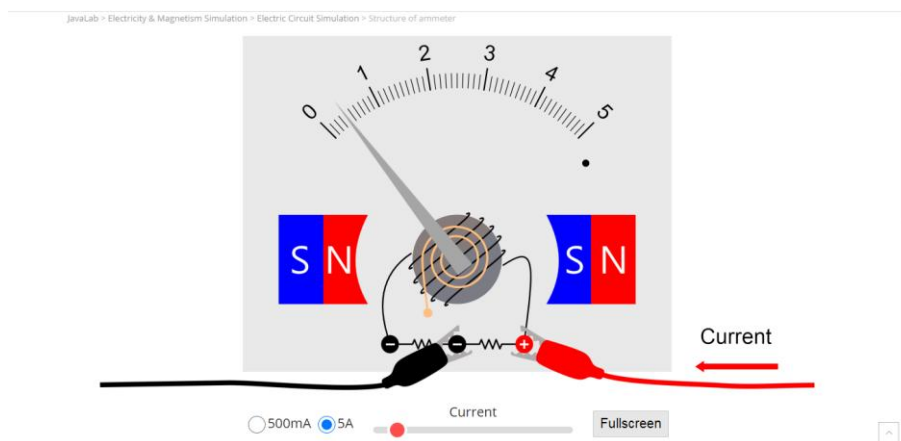 JavaLab > Electricity & Magnetism Simulation > Electric Circuit Simulation > Structure of ammeter
0 1 2 3 4 5
S N S N
− − +
Current
500mA 5A Current Fullscreen